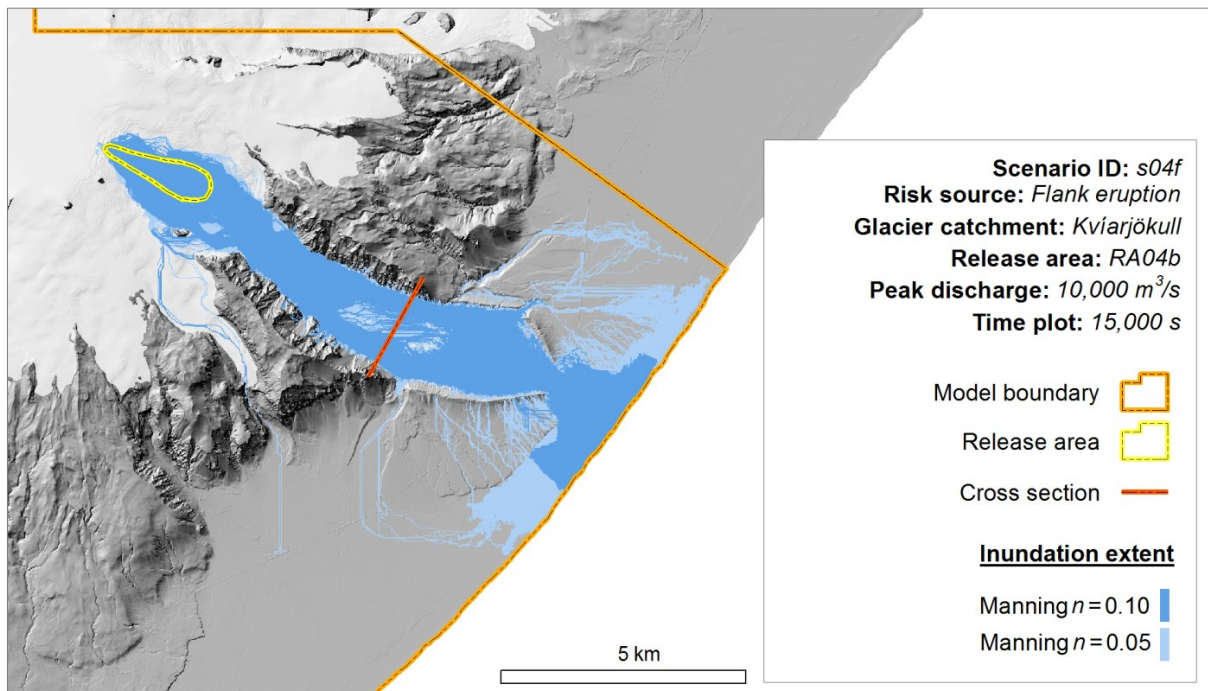 Scenario ID: s04f
Risk source: Flank eruption
Glacier catchment: Kvíarjökull
Release area: RA04b
Peak discharge: 10,000 m³/s
Time plot: 15,000 s
Model boundary
Release area
Cross section
Inundation extent
Manning n = 0.10
Manning n = 0.05
5 km